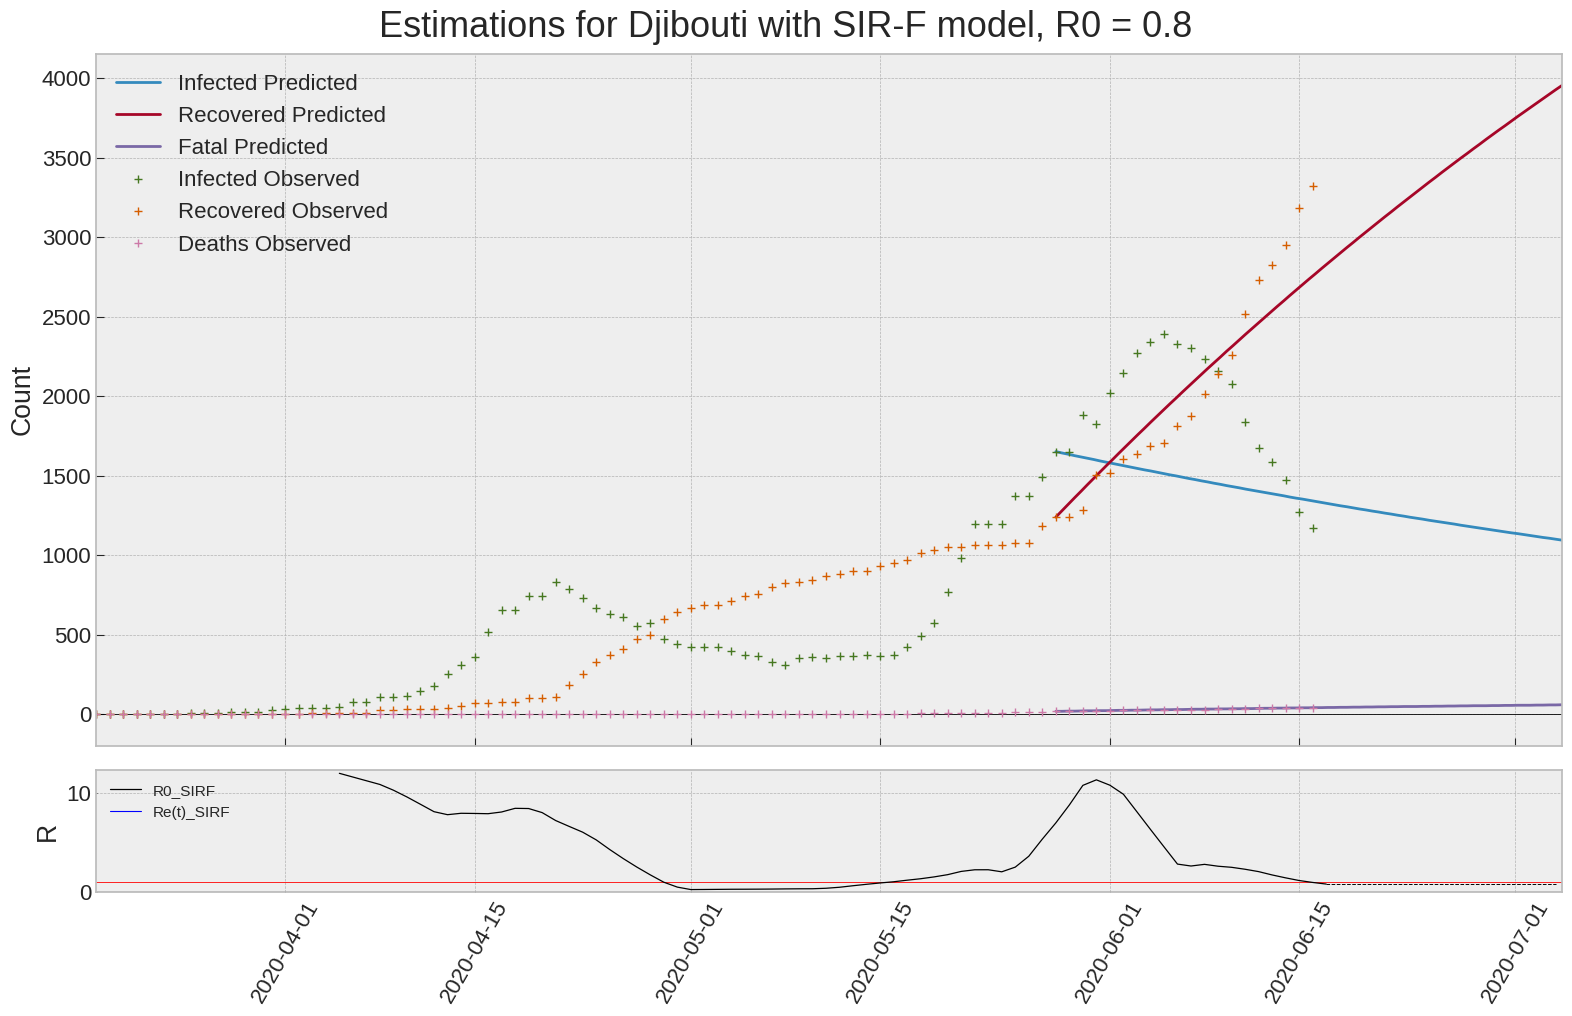 Estimations for Djibouti with SIR-F model, R0 = 0.8
Infected Predicted
Recovered Predicted
Fatal Predicted
Infected Observed
Recovered Observed
Deaths Observed
4000
3500
3000
2500
2000
1500
1000
500
0
Count
R0_SIRF
Re(t)_SIRF
10
0
R
2020-04-01
2020-04-15
2020-05-01
2020-05-15
2020-06-01
2020-06-15
2020-07-01